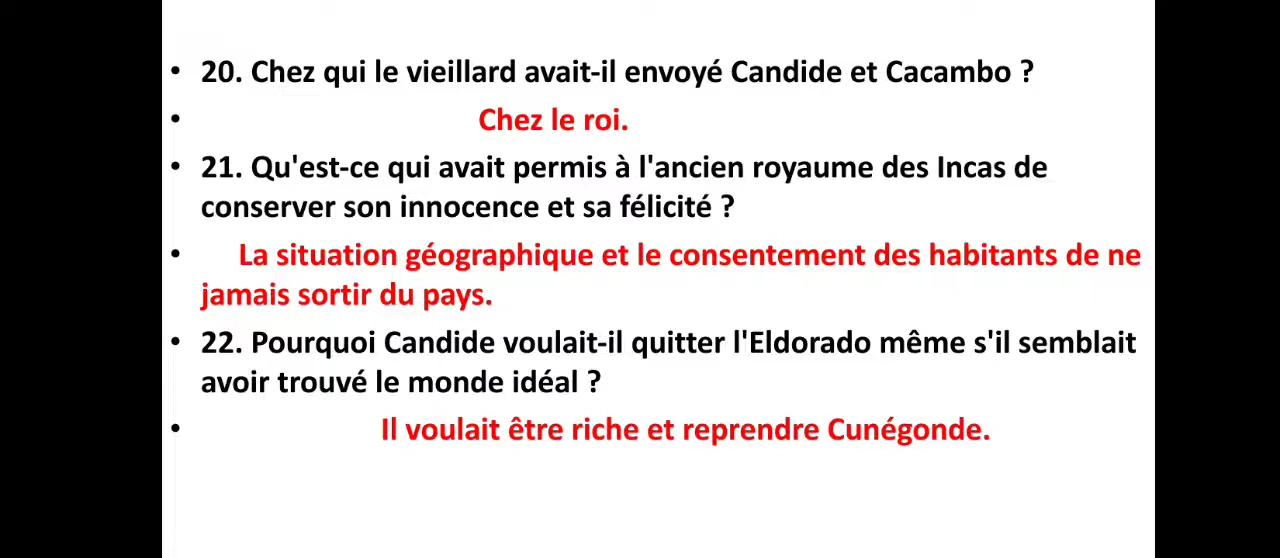 • 20. Chez qui le vieillard avait-il envoyé Candide et Cacambo ?
• Chez le roi.
• 21. Qu'est-ce qui avait permis à l'ancien royaume des Incas de
conserver son innocence et sa félicité ?
• La situation géographique et le consentement des habitants de ne
jamais sortir du pays.
• 22. Pourquoi Candide voulait-il quitter l'Eldorado même s'il semblait
avoir trouvé le monde idéal ?
• Il voulait être riche et reprendre Cunégonde.